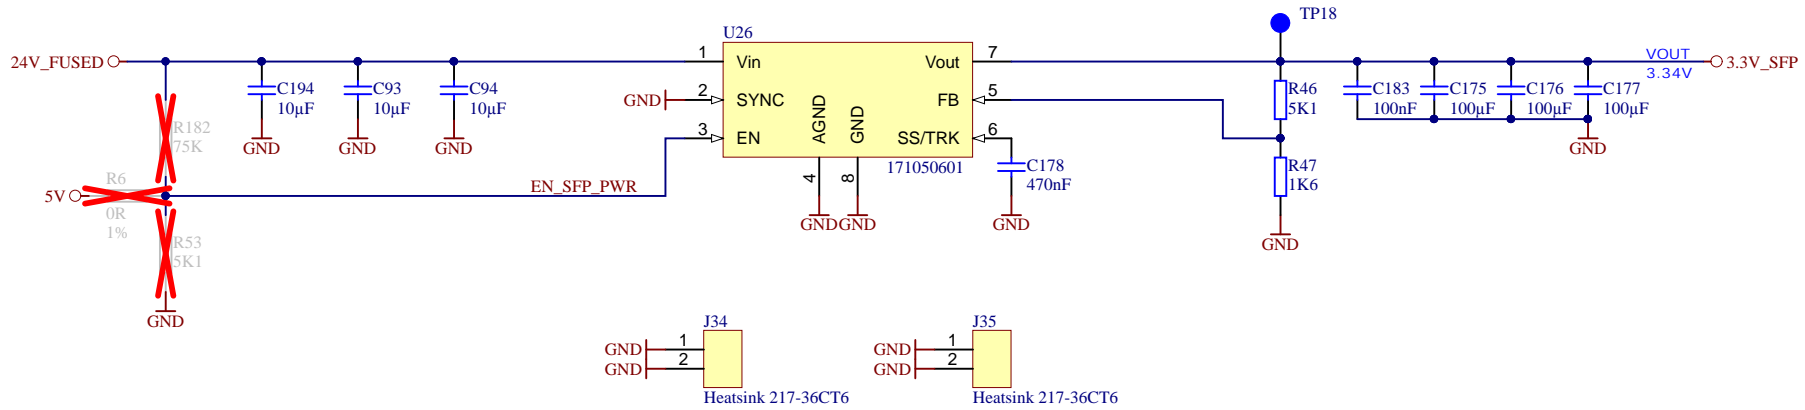 TP18
U26
24V_FUSED
1
Vin
Vout
7
VOUT
3.34V
3.3V_SFP
C194
10µF
C93
10µF
C94
10µF
GND
2
SYNC
FB
5
R46
5K1
C183
100nF
C175
100µF
C176
100µF
C177
100µF
R182
75K
GND
GND
GND
3
EN
AGND
GND
SS/TRK
6
GND
171050601
C178
470nF
R47
1K6
R6
5V
0R
1%
EN_SFP_PWR
4
8
GND
GND
GND
GND
R53
5K1
GND
J34
GND
1
GND
2
Heatsink 217-36CT6
J35
GND
1
GND
2
Heatsink 217-36CT6